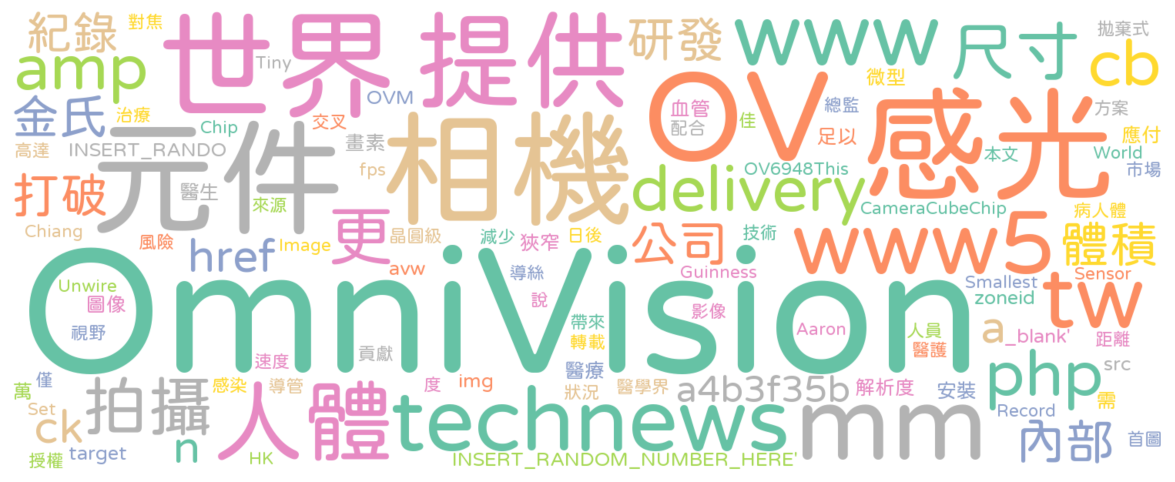 紀錄
對焦
世界
提供
研發
www
尺寸
拋棄式
cb
amp
Tiny
OVM
OV
血管
配合
微型
總監
感光
方案
金氏
治療
Chip
交叉
畫素
佳
足以
應付
高達
INSERT_RANDO
元件
fps
相機
OV6948This
本文
World
市場
打破
醫生
來源
delivery
CameraCubeChip
Chiang
風險
href
Image
更
晶圓級
減少
狹窄
日後
公司
技術
www5
病人體
體積
avw
導絲
Guinness
Smallest
Sensor
Unwire
圖像
OmniVision
說
影像
zoneid
tw
視野
帶來
轉載
Aaron
人員
醫護
a
_blank'
距離
速度
貢獻
醫療
php
src
萬
僅
拍攝
感染
人體
導管
度
img
狀況
醫學界
a4b3f35b
解析度
安裝
需
Set
ck
technews
mm
Record
授權
target
n
HK
INSERT_RANDOM_NUMBER_HERE'
內部
首圖